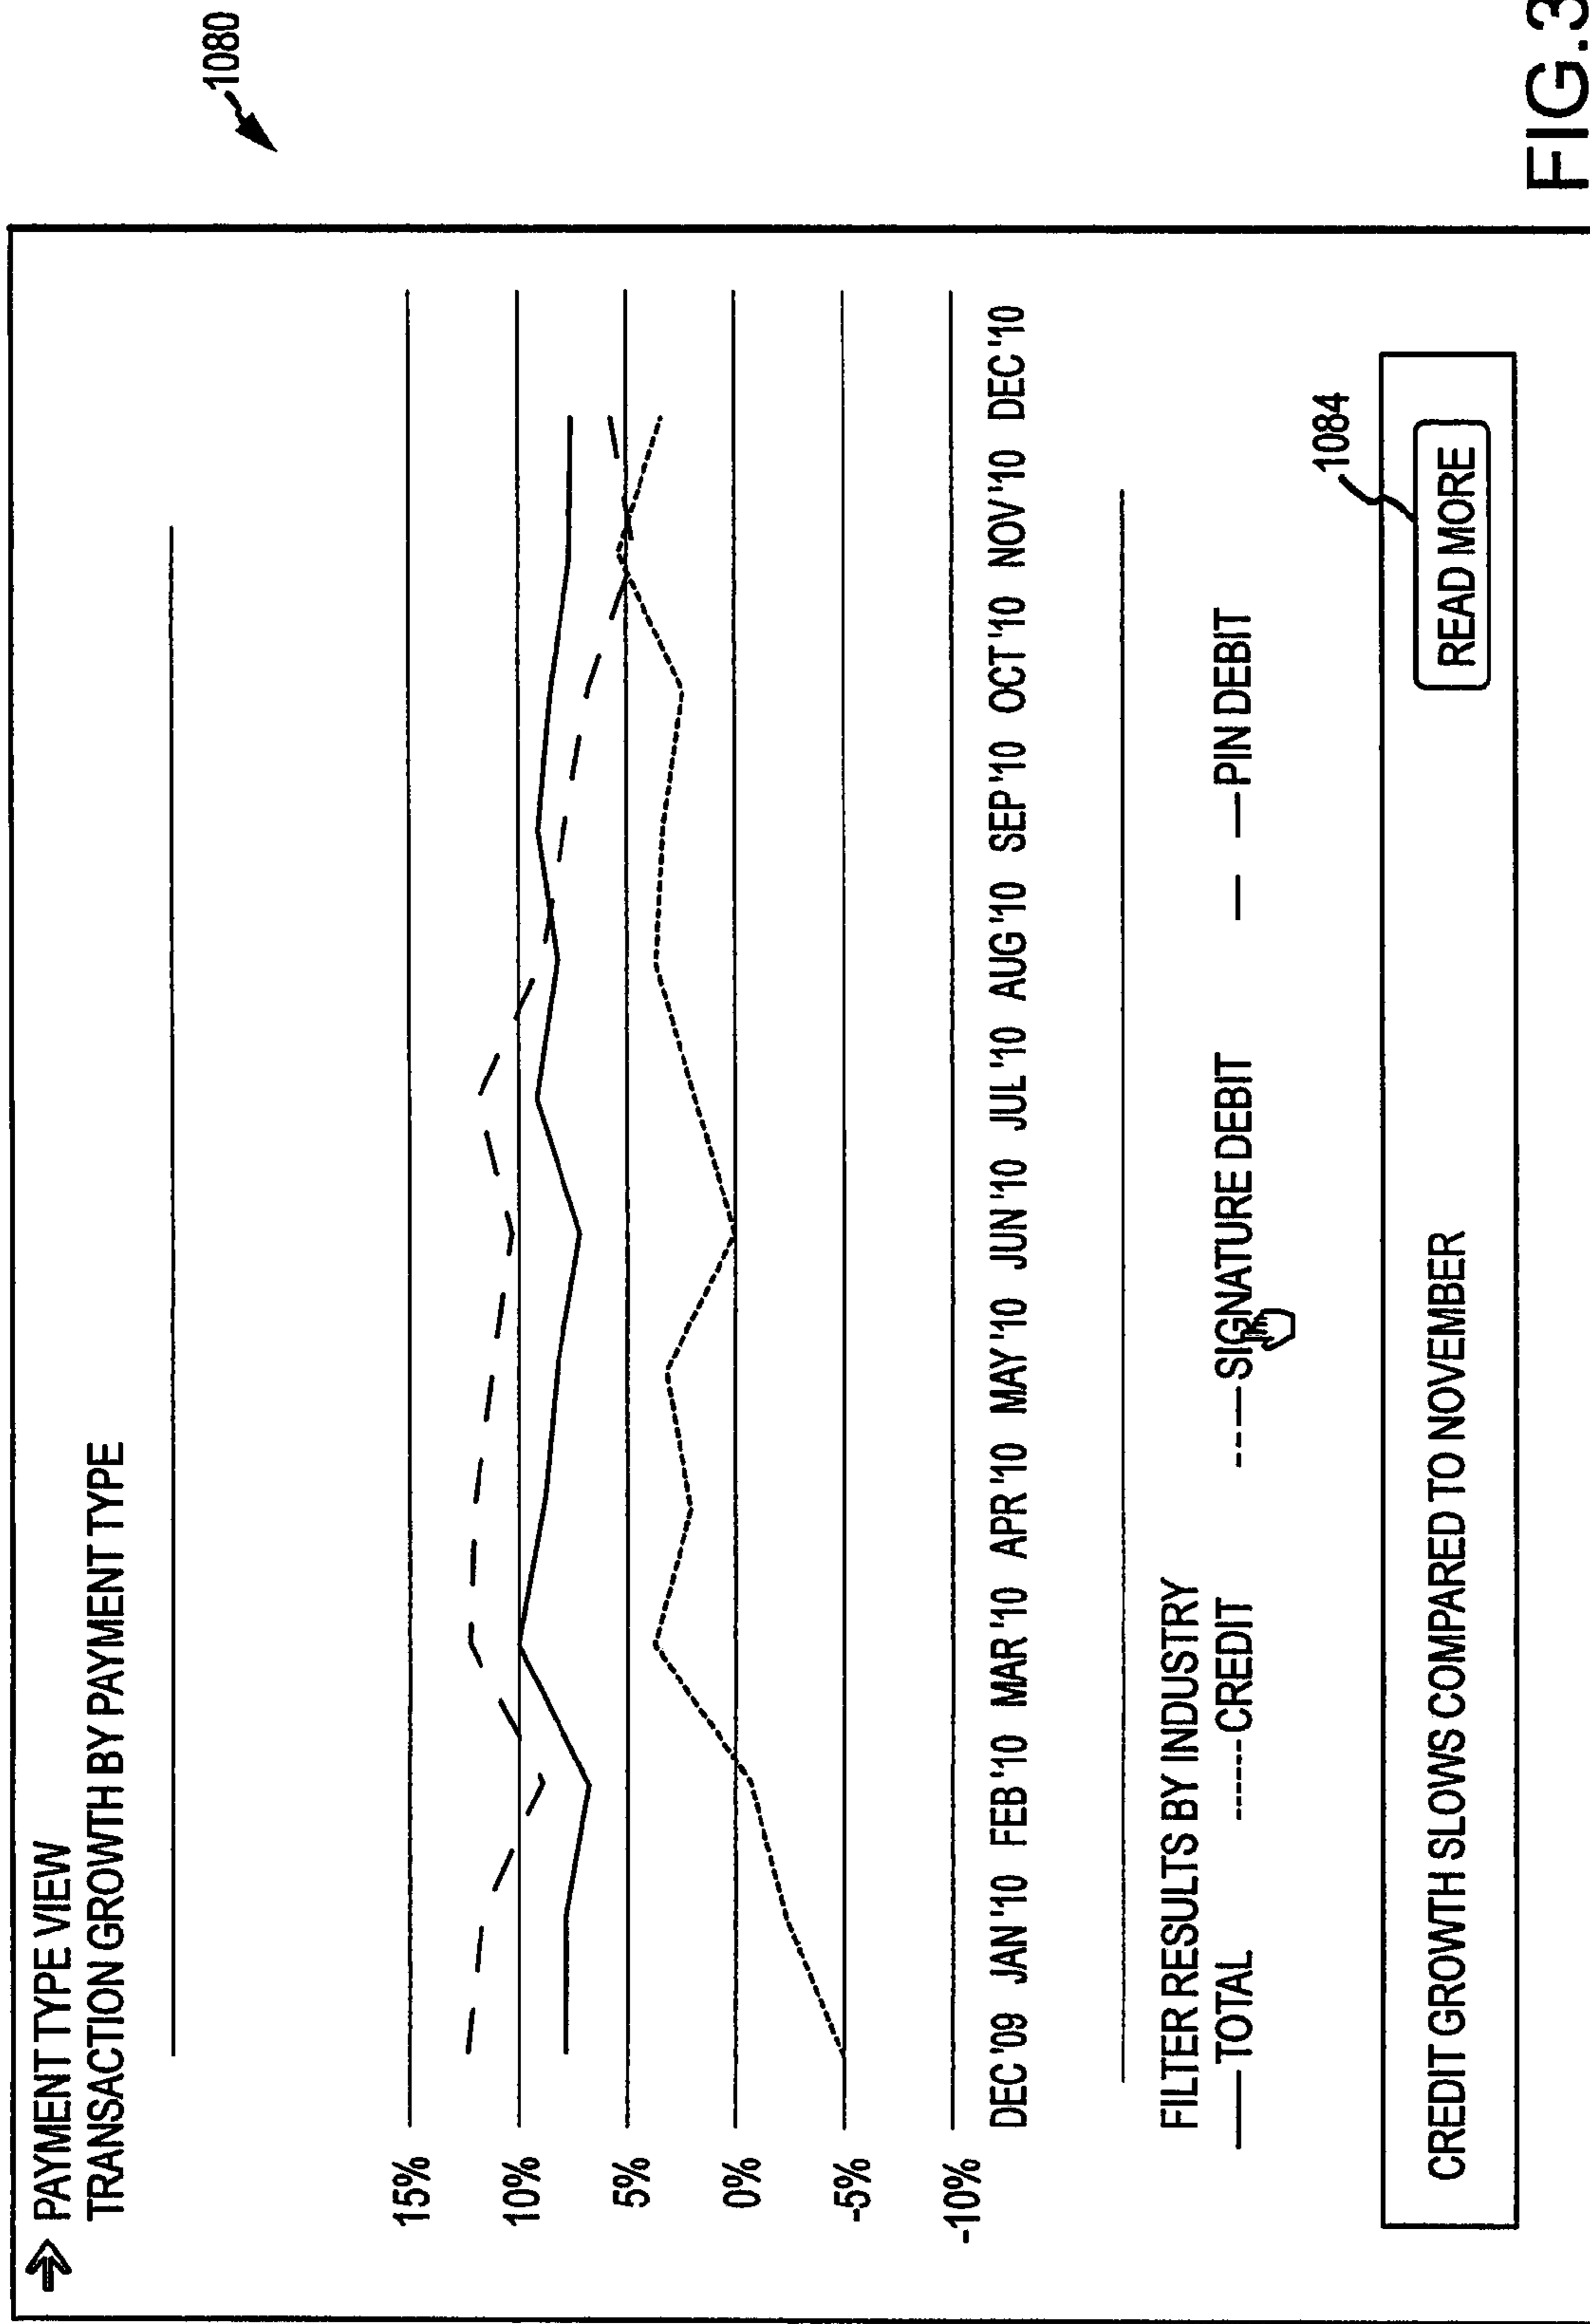 PAYMENT TYPE VIEW
TRANSACTION GROWTH BY PAYMENT TYPE
1080
15%
10%
5%
0%
-5%
-10%
DEC '09 JAN '10 FEB '10 MAR '10 APR '10 MAY '10 JUN '10 JUL '10 AUG '10 SEP '10 OCT '10 NOV '10 DEC '10
FILTER RESULTS BY INDUSTRY
TOTAL CREDIT SIGNATURE DEBIT PIN DEBIT
1084
CREDIT GROWTH SLOWS COMPARED TO NOVEMBER READ MORE
FIG.3